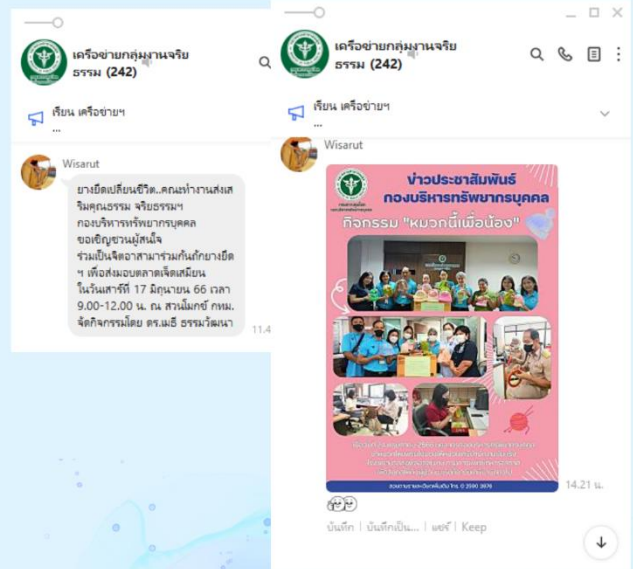 เครือข่ายกลุ่มงานจริย
ธรรม (242)
เรียน เครือข่ายฯ
...
Wisarut
ยางยืดเปลี่ยนชีวิต..คณะทำงานส่งเส
ริมคุณธรรม จริยธรรมฯ
กองบริหารทรัพยากรบุคคล
ขอเชิญชวนผู้สนใจ
ร่วมเป็นจิตอาสามาร่วมกันถักยางยืด
ฯ เพื่อส่งมอบตลาดเจ็ดเสมียน
ในวันเสาร์ที่ 17 มิถุนายน 66 เวลา
9.00-12.00 น. ณ สวนโมกข์ กทม.
จัดกิจกรรมโดย ดร.เมธี ธรรมวัฒนา
11.4
เครือข่ายกลุ่มงานจริย
ธรรม (242)
เรียน เครือข่ายฯ
...
Wisarut
ข่าวประชาสัมพันธ์
กองบริหารทรัพยากรบุคคล
กิจกรรม "หมวกนี้เพื่อน้อง"
14.21 น.
บันทึก | บันทึกเป็น... | แชร์ | Keep